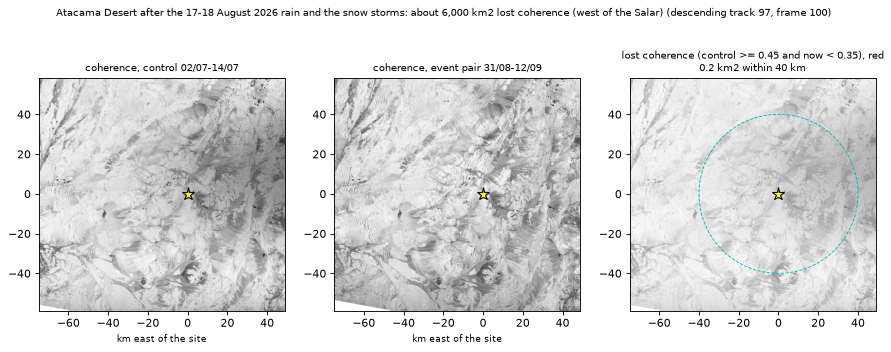 Atacama Desert after the 17-18 August 2026 rain and the snow storms: about 6,000 km2 lost coherence (west of the Salar) (descending track 97, frame 100)
coherence, control 02/07-14/07
coherence, event pair 31/08-12/09
lost coherence (control >= 0.45 and now < 0.35), red
0.2 km2 within 40 km
40
20
0
−20
−40
−60 −40 −20 0 20 40
km east of the site
40
20
0
−20
−40
−60 −40 −20 0 20 40
km east of the site
40
20
0
−20
−40
−60 −40 −20 0 20 40